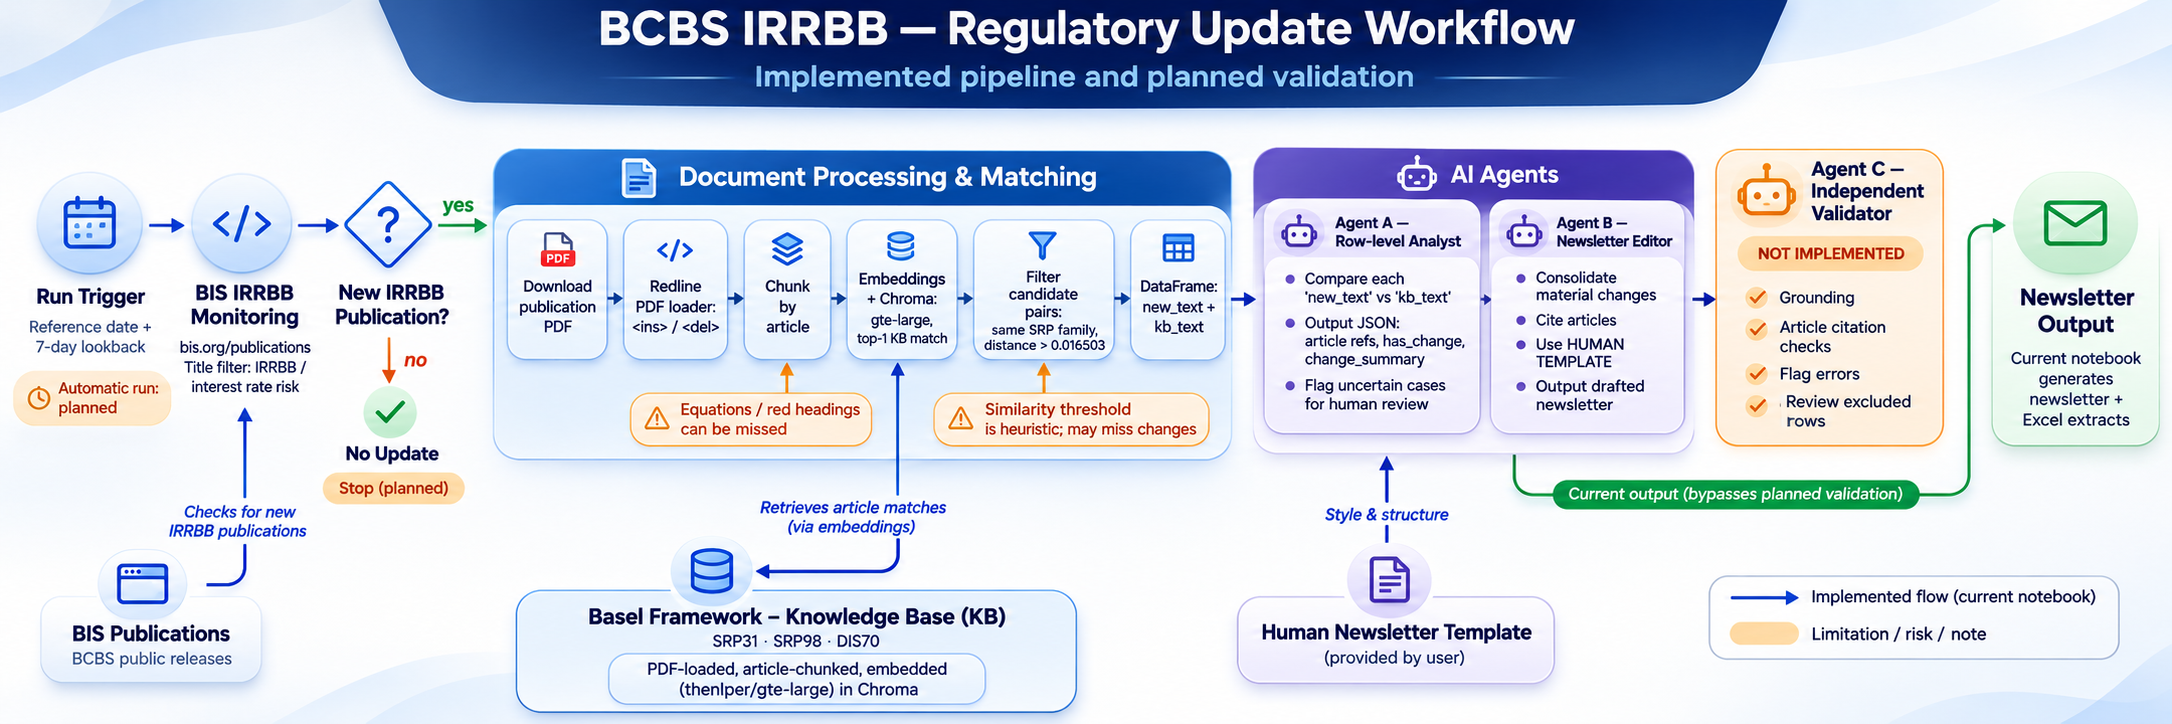 BCBS IRRBB — Regulatory Update Workflow
Implemented pipeline and planned validation
Run Trigger
Reference date +
7-day lookback
Automatic run:
planned
BIS IRRBB
Monitoring
bis.org/publications
Title filter: IRRBB /
interest rate risk
New IRRBB
Publication?
yes
no
No Update
Stop (planned)
Checks for new
IRRBB publications
BIS Publications
BCBS public releases
Document Processing & Matching
PDF
Download
publication
PDF
Redline
PDF loader:
<ins> / <del>
Chunk
by
article
Embeddings
+ Chroma:
gte-large,
top-1 KB match
Filter
candidate
pairs:
same SRP family,
distance > 0.016503
DataFrame:
new_text +
kb_text
Equations / red headings
can be missed
Similarity threshold
is heuristic; may miss changes
Retrieves article matches
(via embeddings)
Basel Framework – Knowledge Base (KB)
SRP31 · SRP98 · DIS70
PDF-loaded, article-chunked, embedded
(thenlper/gte-large) in Chroma
AI Agents
Agent A —
Row-level Analyst
Compare each
'new_text' vs 'kb_text'
Output JSON:
article refs, has_change,
change_summary
Flag uncertain cases
for human review
Agent B —
Newsletter Editor
Consolidate
material changes
Cite articles
Use HUMAN
TEMPLATE
Output drafted
newsletter
Style & structure
Human Newsletter Template
(provided by user)
Agent C —
Independent
Validator
NOT IMPLEMENTED
Grounding
Article citation
checks
Flag errors
Review excluded
rows
Current output (bypasses planned validation)
Newsletter
Output
Current notebook
generates
newsletter +
Excel extracts
Implemented flow (current notebook)
Limitation / risk / note